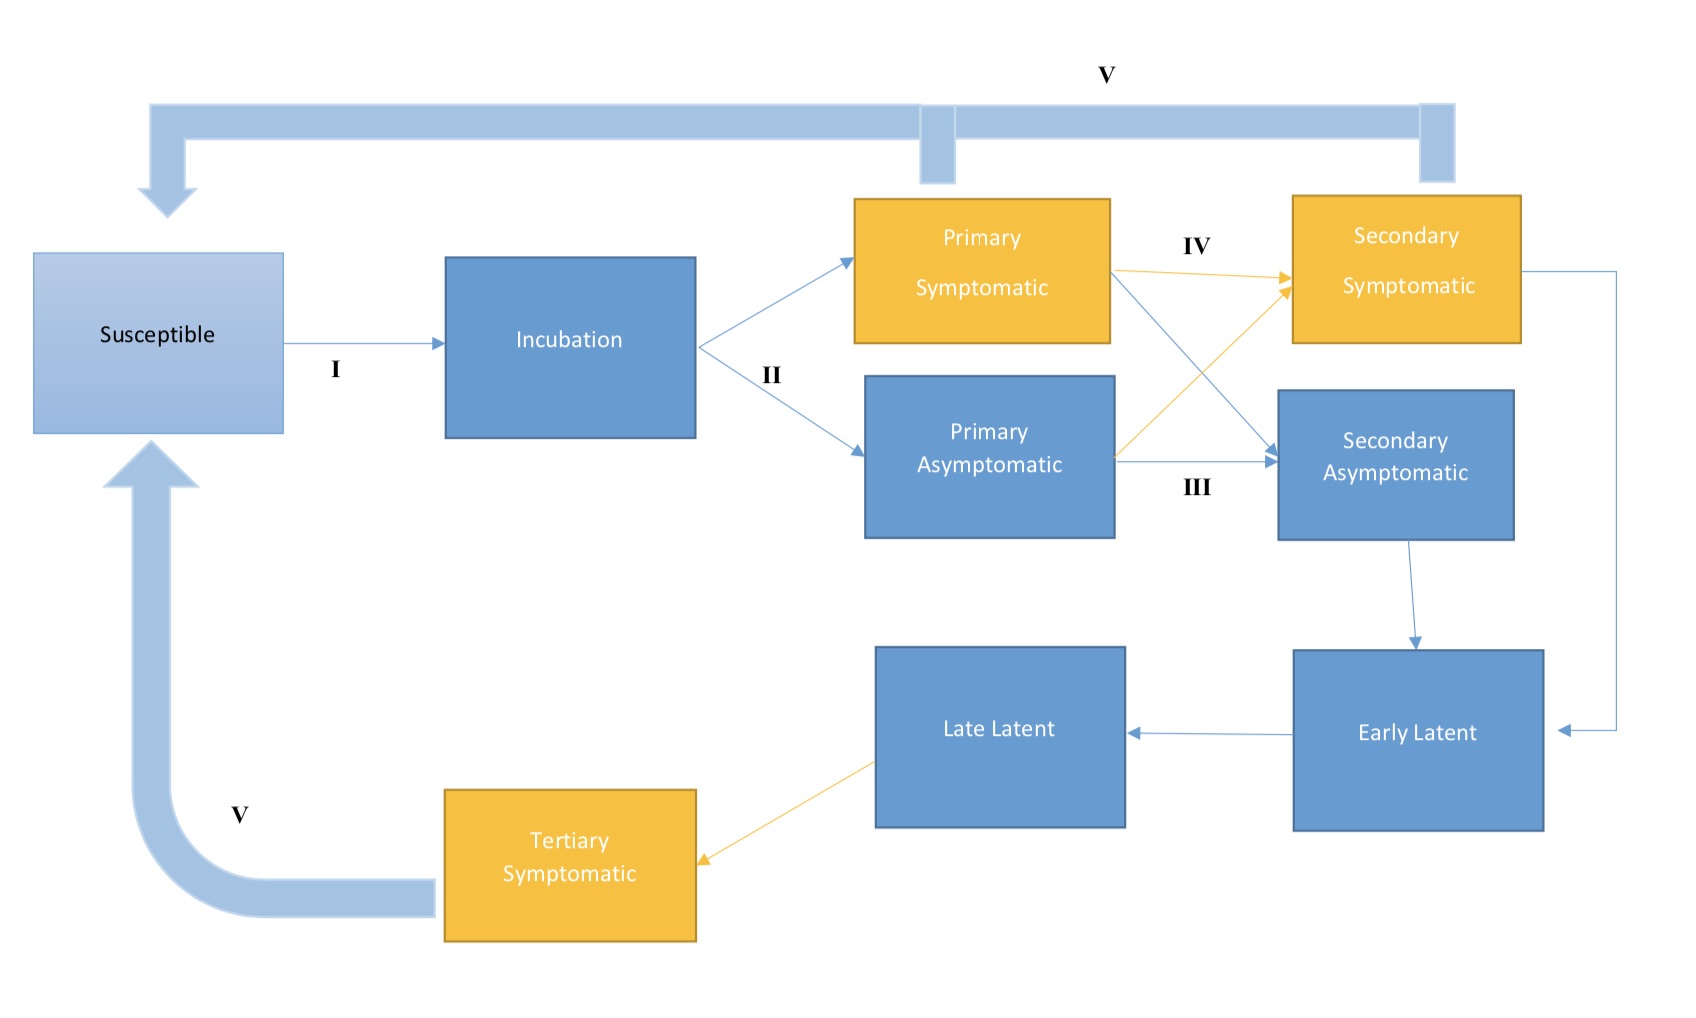 V
Primary
Symptomatic
IV
Secondary
Symptomatic
Susceptible
I
Incubation
II
Primary
Asymptomatic
III
Secondary
Asymptomatic
Late Latent
Early Latent
V
Tertiary
Symptomatic